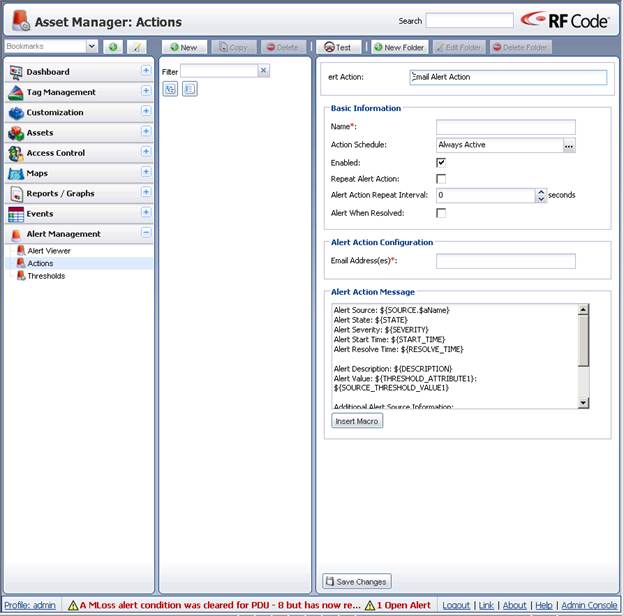 Asset Manager: Actions
Search
RF Code
Bookmarks
New
Copy
Delete
Test
New Folder
Edit Folder
Delete Folder
Dashboard
Tag Management
Customization
Assets
Access Control
Maps
Reports / Graphs
Events
Alert Management
Alert Viewer
Actions
Thresholds
Filter
ert Action: Email Alert Action
Basic Information
Name*:
Action Schedule: Always Active ...
Enabled:
Repeat Alert Action:
Alert Action Repeat Interval: 0 seconds
Alert When Resolved:
Alert Action Configuration
Email Address(es)*:
Alert Action Message
Alert Source: ${SOURCE.$aName}
Alert State: ${STATE}
Alert Severity: ${SEVERITY}
Alert Start Time: ${START_TIME}
Alert Resolve Time: ${RESOLVE_TIME}
Alert Description: ${DESCRIPTION}
Alert Value: ${THRESHOLD_ATTRIBUTE1}:
${SOURCE_THRESHOLD_VALUE1}
Additional Alert Source Information:
Insert Macro
Save Changes
Profile: admin
A MLoss alert condition was cleared for PDU - 8 but has now re...
1 Open Alert
Logout | Link | About | Help | Admin Console